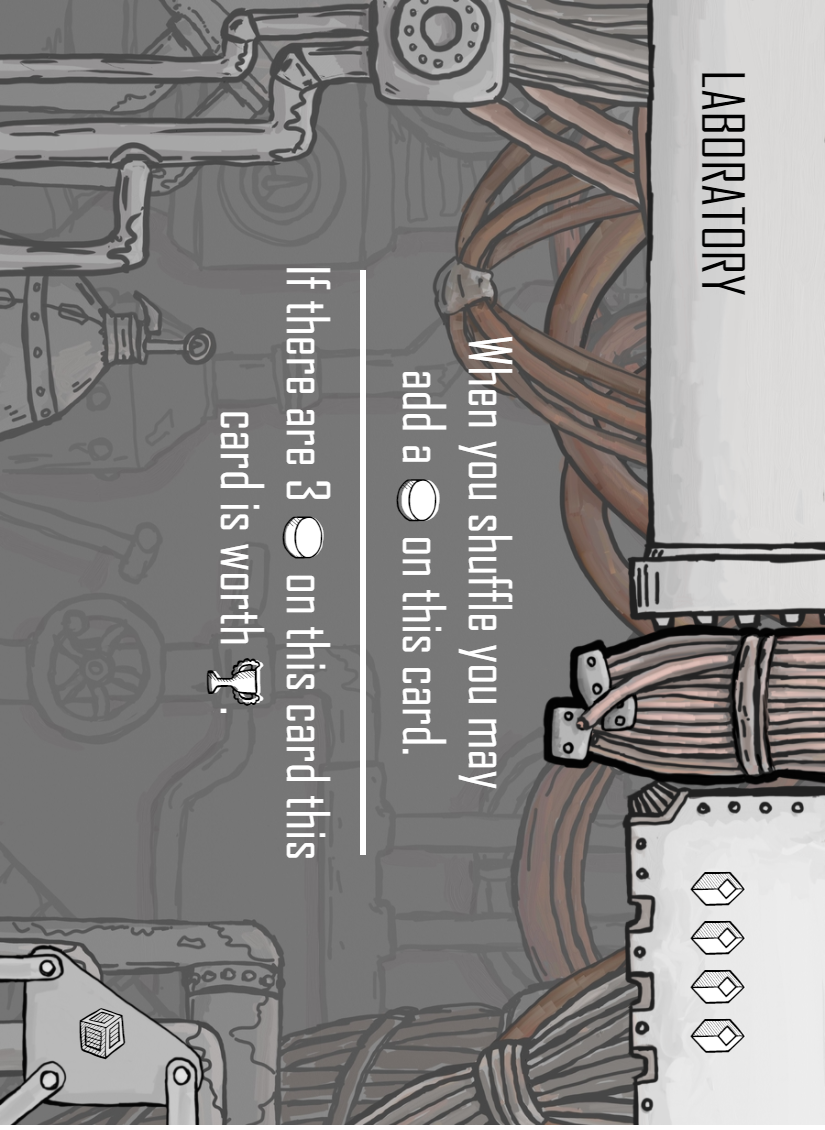 LABORATORY
When you shuffle you may
add a on this card.
If there are 3 on this card this
card is worth .